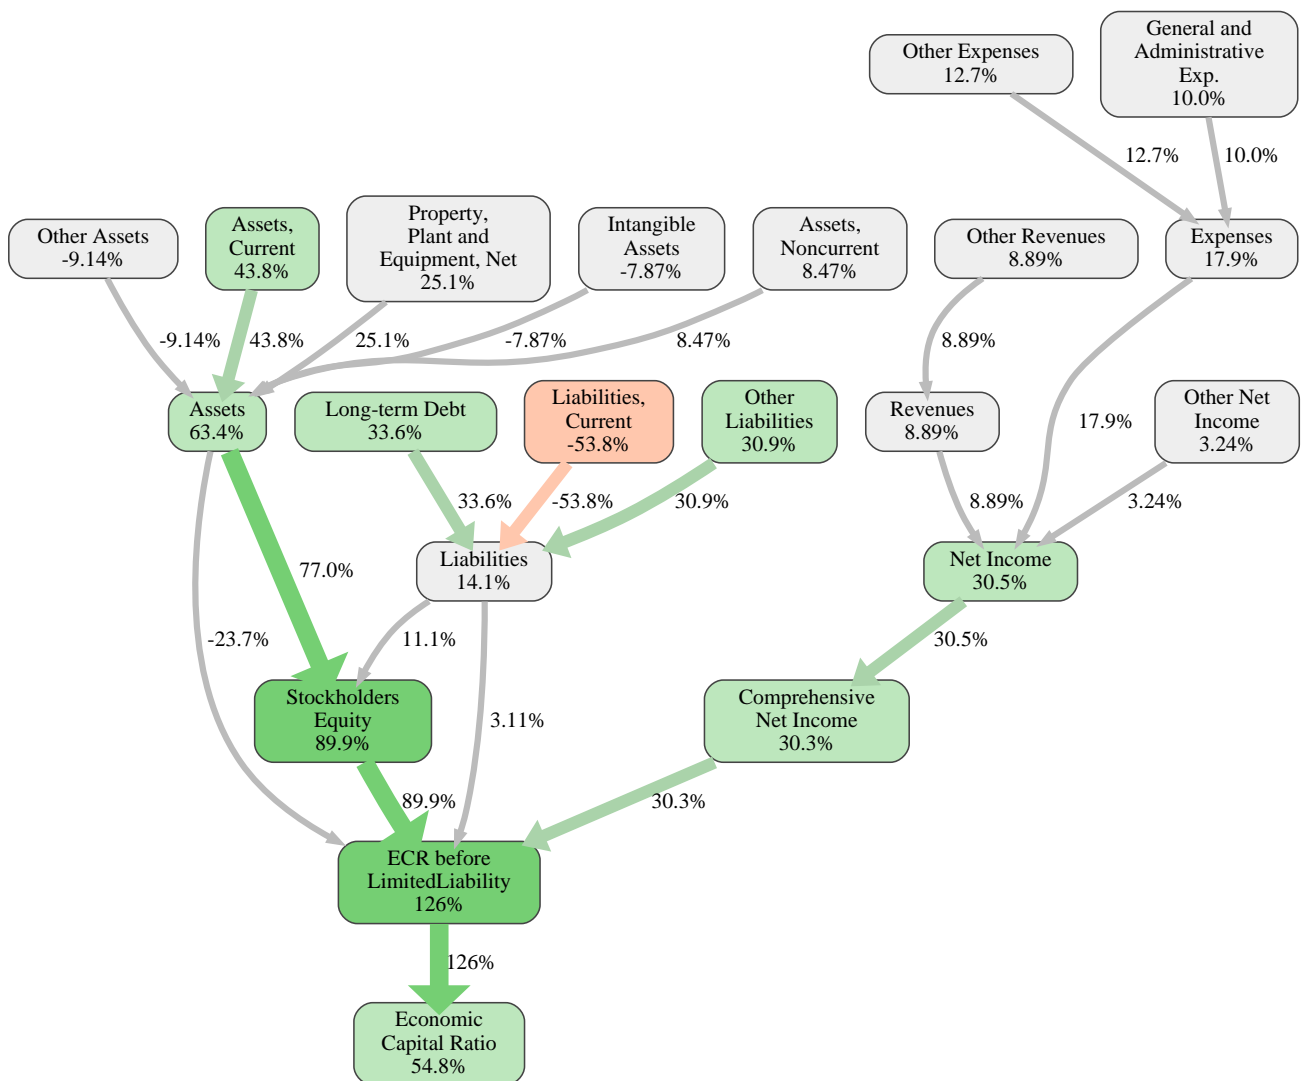 Other Expenses
12.7%
General and
Administrative
Exp.
10.0%
12.7%
10.0%
Other Assets
-9.14%
Assets,
Current
43.8%
Property,
Plant and
Equipment, Net
25.1%
Intangible
Assets
-7.87%
Assets,
Noncurrent
8.47%
Other Revenues
8.89%
Expenses
17.9%
-9.14%
43.8%
25.1%
-7.87%
8.47%
8.89%
Assets
63.4%
Long-term Debt
33.6%
Liabilities,
Current
-53.8%
Other
Liabilities
30.9%
Revenues
8.89%
17.9%
Other Net
Income
3.24%
33.6%
-53.8%
30.9%
8.89%
3.24%
77.0%
Liabilities
14.1%
Net Income
30.5%
-23.7%
11.1%
30.5%
Stockholders
Equity
89.9%
3.11%
Comprehensive
Net Income
30.3%
89.9%
30.3%
ECR before
LimitedLiability
126%
126%
Economic
Capital Ratio
54.8%